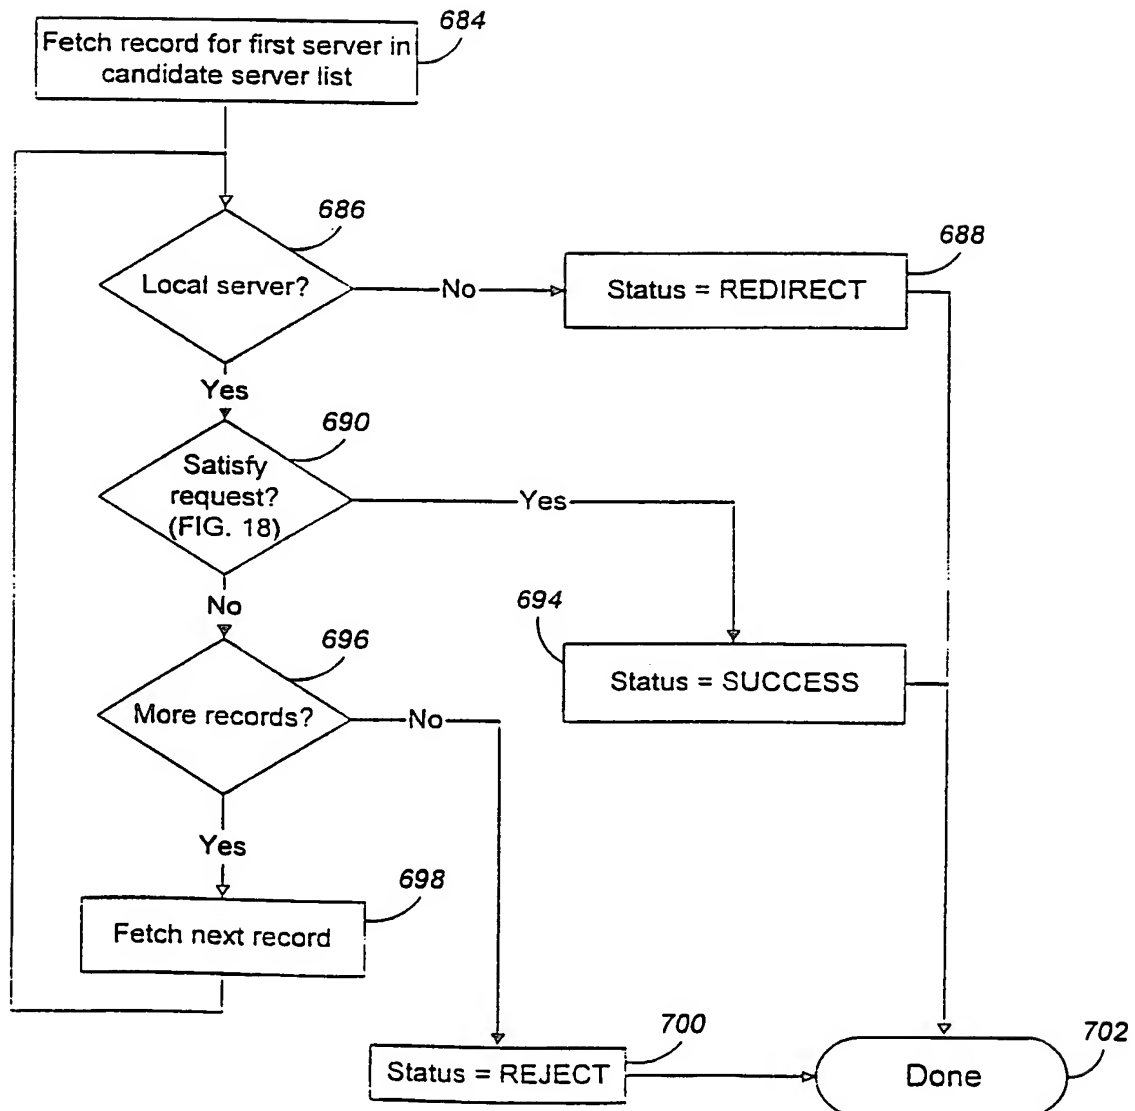 684
Fetch record for first server in
candidate server list
686
Local server?
No
688
Status = REDIRECT
Yes
690
Satisfy
request?
(FIG. 18)
Yes
No
694
Status = SUCCESS
696
More records?
No
Yes
698
Fetch next record
700
Status = REJECT
702
Done